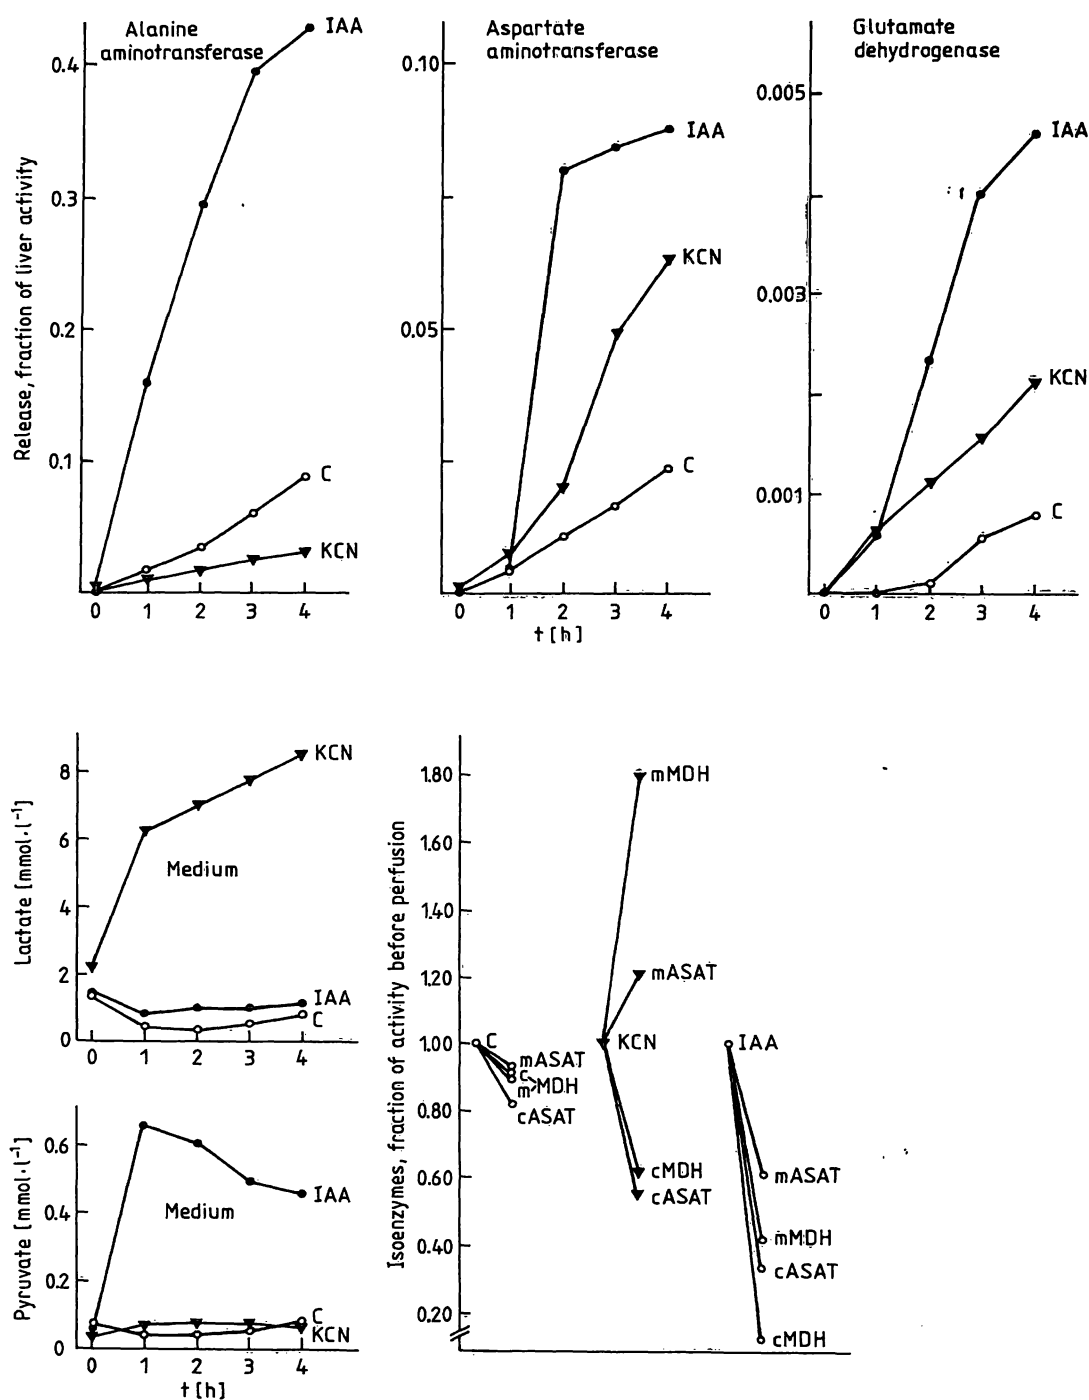 Alanine
aminotransferase
IAA
0.4
0.3
0.2
0.1
C
KCN
0 1 2 3 4
Release, fraction of liver activity
Aspartate
aminotransferase
0.10
0.05
IAA
KCN
C
0 1 2 3 4
t [h]
Glutamate
dehydrogenase
0.005
0.003
0.001
IAA
KCN
C
0 1 2 3 4
Lactate [mmol·l⁻¹]
8
6
4
2
0
KCN
Medium
IAA
C
0 1 2 3 4
Pyruvate [mmol·l⁻¹]
0.6
0.4
0.2
0
IAA
Medium
C
KCN
0 1 2 3 4
t [h]
Isoenzymes, fraction of activity before perfusion
1.80
1.60
1.40
1.20
1.00
0.80
0.60
0.40
0.20
C
mASAT
c
m>MDH
cASAT
mMDH
mASAT
KCN
cMDH
cASAT
IAA
mASAT
mMDH
cASAT
cMDH